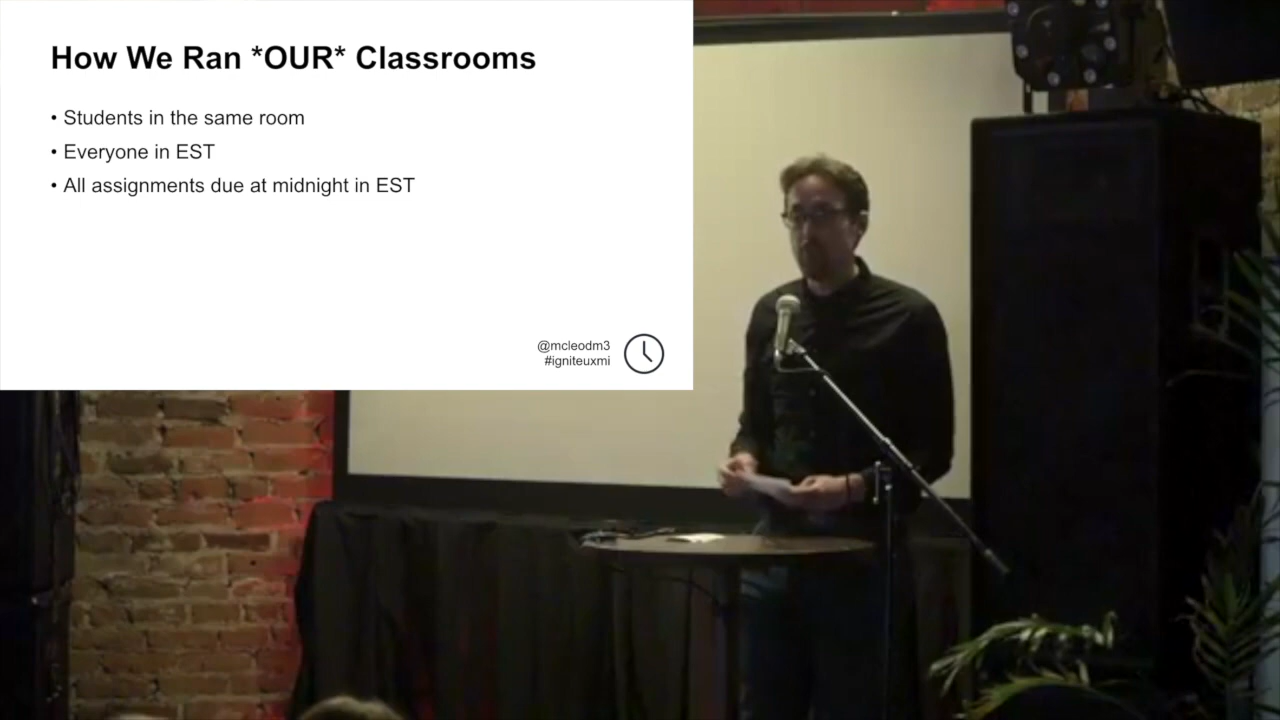 How We Ran *OUR* Classrooms
• Students in the same room
• Everyone in EST
• All assignments due at midnight in EST
@mcleodm3
#igniteuxmi